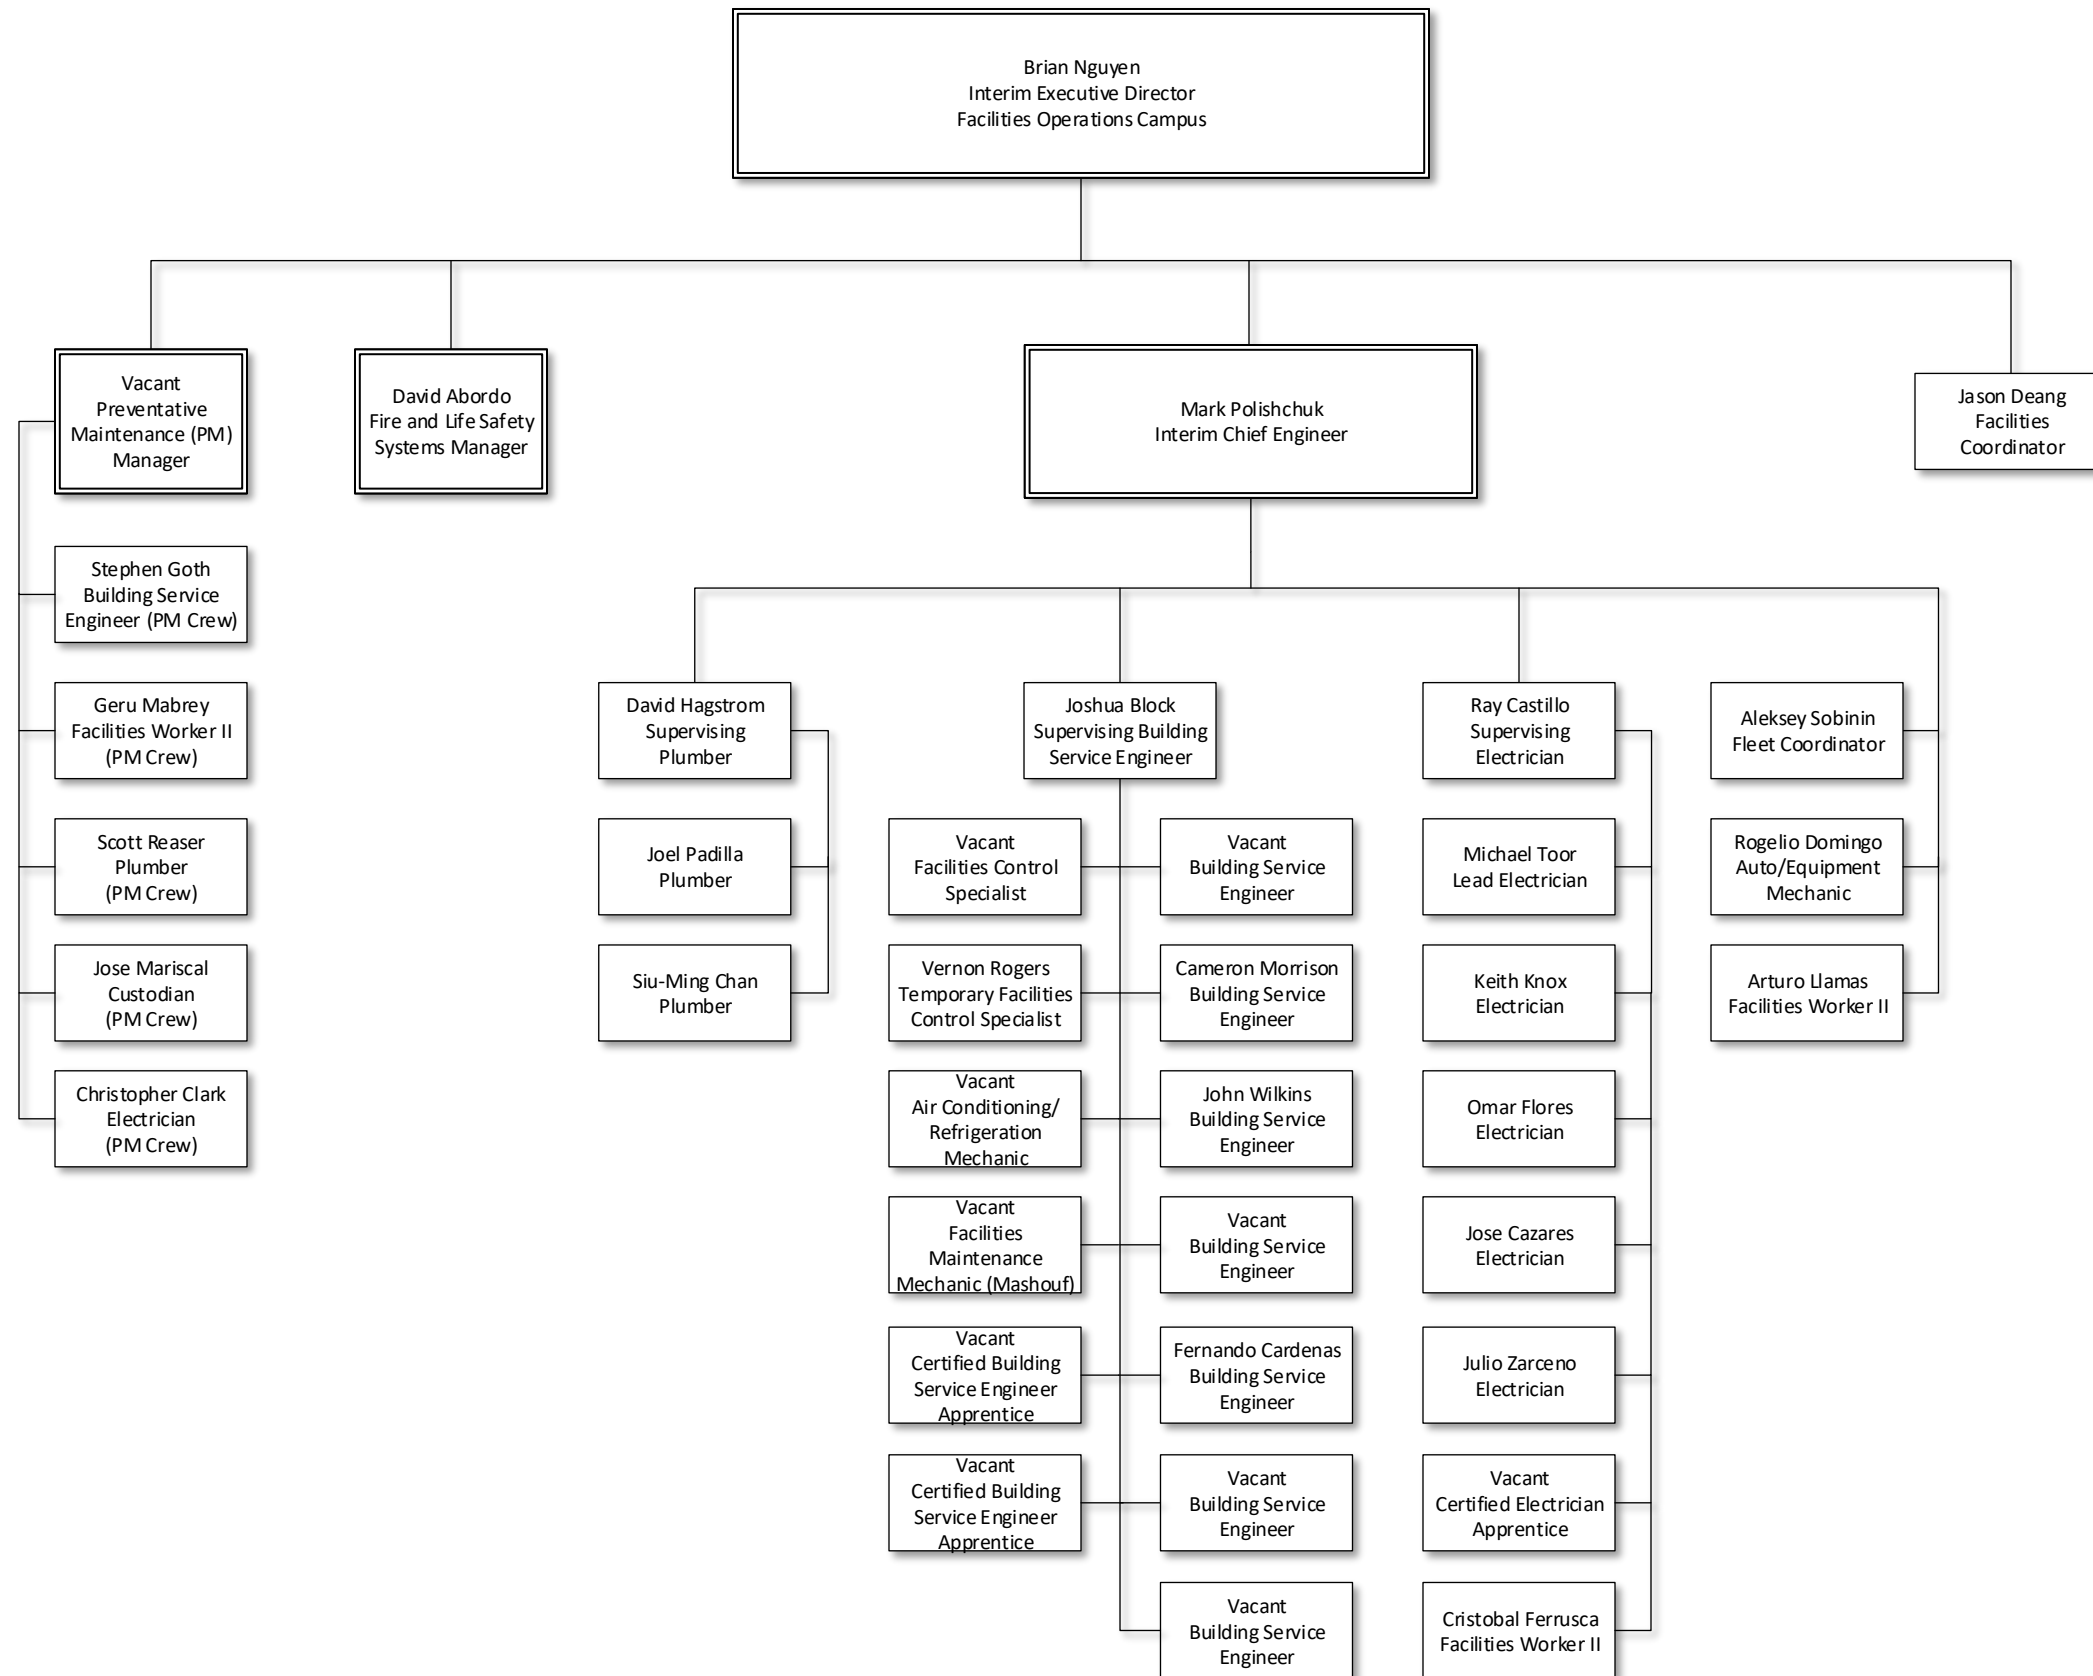 Brian Nguyen
Interim Executive Director
Facilities Operations Campus
Vacant
Preventative
Maintenance (PM)
Manager
David Abordo
Fire and Life Safety
Systems Manager
Mark Polishchuk
Interim Chief Engineer
Jason Deang
Facilities
Coordinator
Stephen Goth
Building Service
Engineer (PM Crew)
Geru Mabrey
Facilities Worker II
(PM Crew)
Scott Reaser
Plumber
(PM Crew)
Jose Mariscal
Custodian
(PM Crew)
Christopher Clark
Electrician
(PM Crew)
David Hagstrom
Supervising
Plumber
Joel Padilla
Plumber
Siu-Ming Chan
Plumber
Joshua Block
Supervising Building
Service Engineer
Vacant
Facilities Control
Specialist
Vernon Rogers
Temporary Facilities
Control Specialist
Vacant
Air Conditioning/
Refrigeration
Mechanic
Vacant
Facilities
Maintenance
Mechanic (Mashouf)
Vacant
Certified Building
Service Engineer
Apprentice
Vacant
Certified Building
Service Engineer
Apprentice
Vacant
Building Service
Engineer
Cameron Morrison
Building Service
Engineer
John Wilkins
Building Service
Engineer
Vacant
Building Service
Engineer
Fernando Cardenas
Building Service
Engineer
Vacant
Building Service
Engineer
Vacant
Building Service
Engineer
Ray Castillo
Supervising
Electrician
Michael Toor
Lead Electrician
Keith Knox
Electrician
Omar Flores
Electrician
Jose Cazares
Electrician
Julio Zarceno
Electrician
Vacant
Certified Electrician
Apprentice
Cristobal Ferrusca
Facilities Worker II
Aleksey Sobinin
Fleet Coordinator
Rogelio Domingo
Auto/Equipment
Mechanic
Arturo Llamas
Facilities Worker II